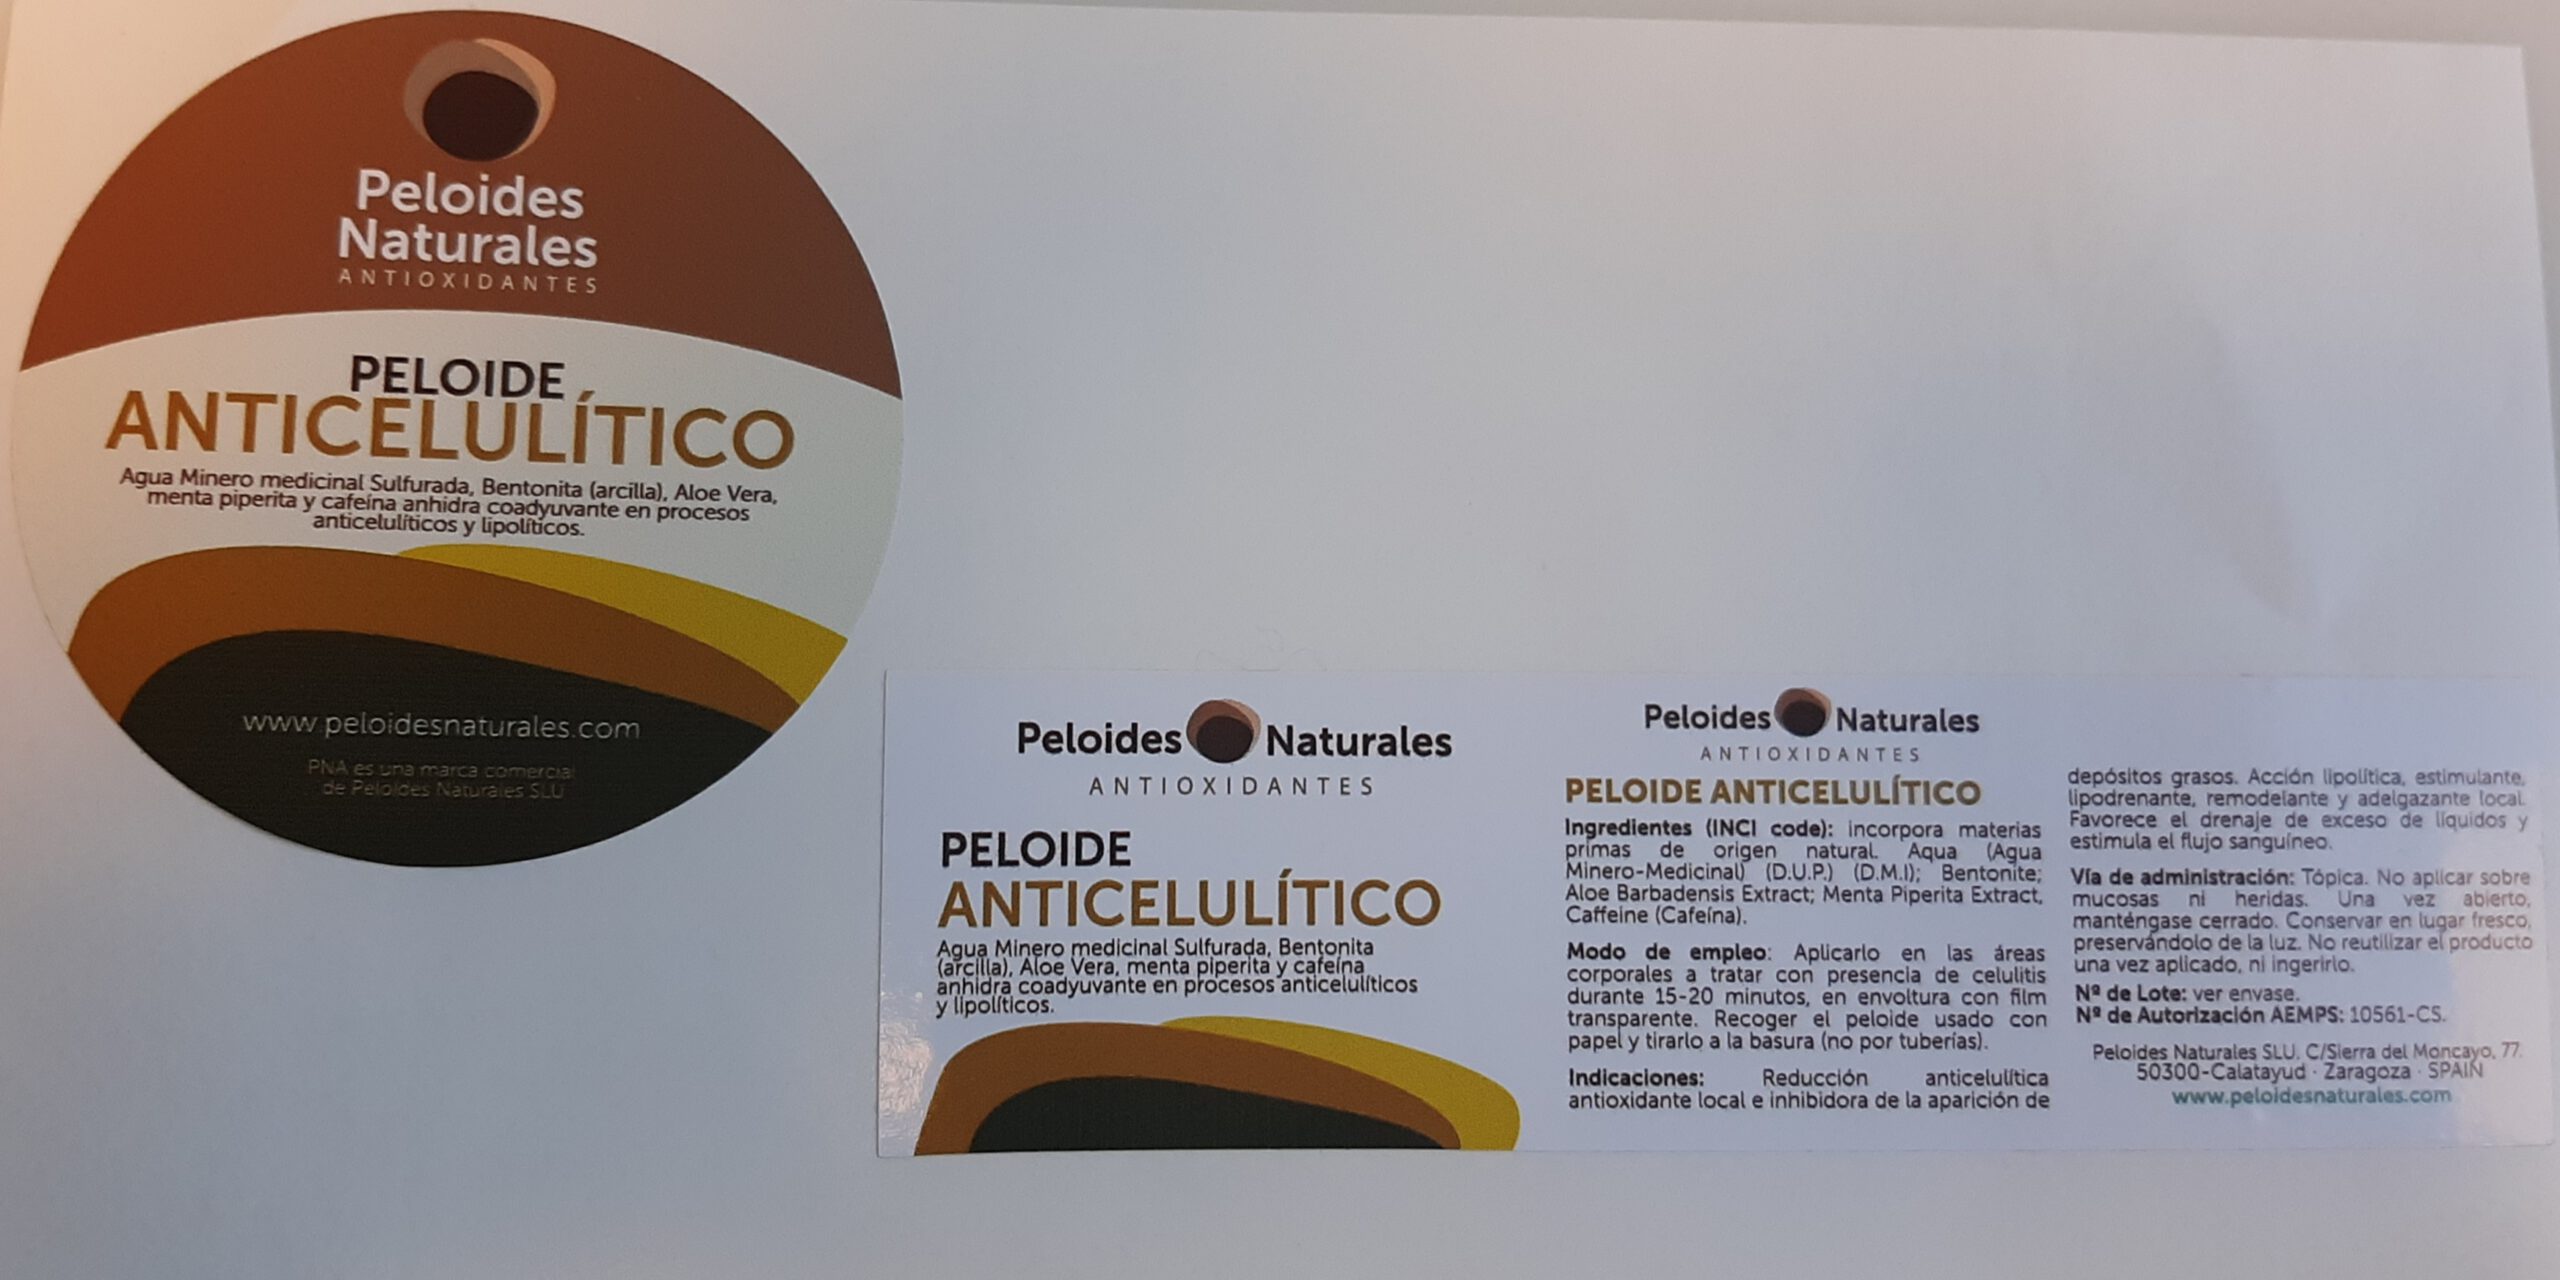 Peloides
Naturales
ANTIOXIDANTES
PELOIDE
ANTICELULÍTICO
Agua Minero medicinal Sulfurada, Bentonita (arcilla), Aloe Vera,
menta piperita y cafeína anhidra coadyuvante en procesos
anticelulíticos y lipolíticos.
www.peloidesnaturales.com
PNA es una marca comercial
de Peloides Naturales SLU
Peloides Naturales
ANTIOXIDANTES
PELOIDE
ANTICELULÍTICO
Agua Minero medicinal Sulfurada, Bentonita
(arcilla), Aloe Vera, menta piperita y cafeína
anhidra coadyuvante en procesos anticelulíticos
y lipolíticos.
Peloides Naturales
ANTIOXIDANTES
PELOIDE ANTICELULÍTICO
Ingredientes (INCI code): incorpora materias
primas de origen natural. Aqua (Agua
Minero-Medicinal) (D.U.P.) (D.M.I); Bentonite;
Aloe Barbadensis Extract; Menta Piperita Extract,
Caffeine (Cafeína).
Modo de empleo: Aplicarlo en las áreas
corporales a tratar con presencia de celulitis
durante 15-20 minutos, en envoltura con film
transparente. Recoger el peloide usado con
papel y tirarlo a la basura (no por tuberías).
Indicaciones: Reducción anticelulítica
antioxidante local e inhibidora de la aparición de
depósitos grasos. Acción lipolítica, estimulante,
lipodrenante, remodelante y adelgazante local.
Favorece el drenaje de exceso de líquidos y
estimula el flujo sanguíneo.
Vía de administración: Tópica. No aplicar sobre
mucosas ni heridas. Una vez abierto,
manténgase cerrado. Conservar en lugar fresco,
preservándolo de la luz. No reutilizar el producto
una vez aplicado, ni ingerirlo.
Nº de Lote: ver envase.
Nº de Autorización AEMPS: 10561-CS.
Peloides Naturales SLU. C/Sierra del Moncayo, 77.
50300-Calatayud · Zaragoza · SPAIN
www.peloidesnaturales.com